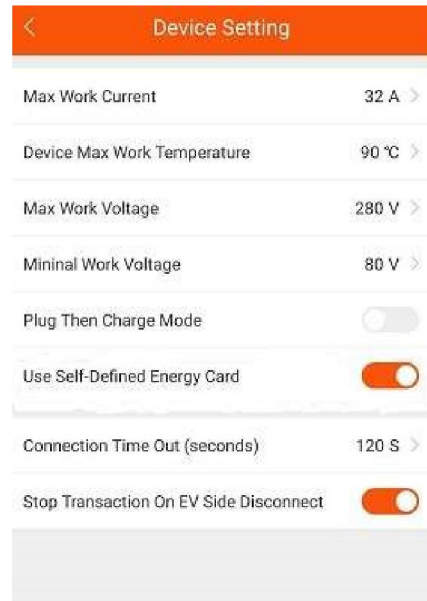 Device Setting
Max Work Current 32 A
Device Max Work Temperature 90 ℃
Max Work Voltage 280 V
Mininal Work Voltage 80 V
Plug Then Charge Mode
Use Self-Defined Energy Card
Connection Time Out (seconds) 120 S
Stop Transaction On EV Side Disconnect